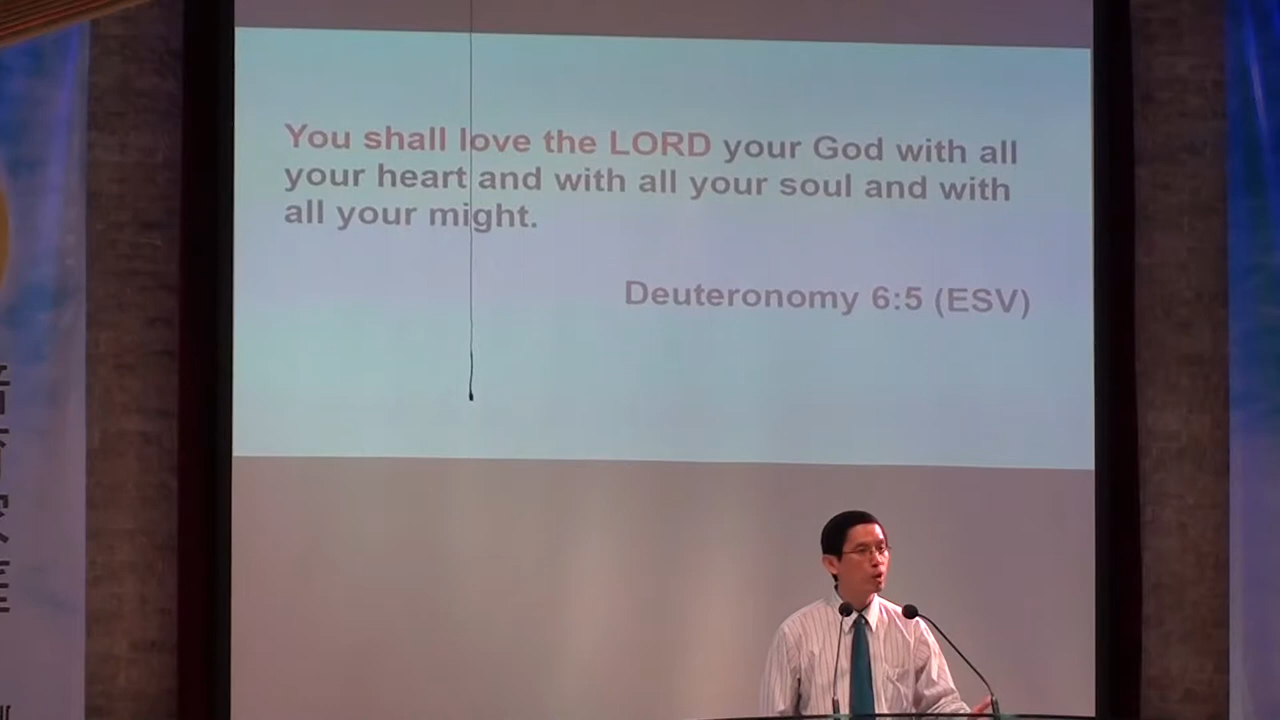 You shall love the LORD your God with all
your heart and with all your soul and with
all your might.
Deuteronomy 6:5 (ESV)